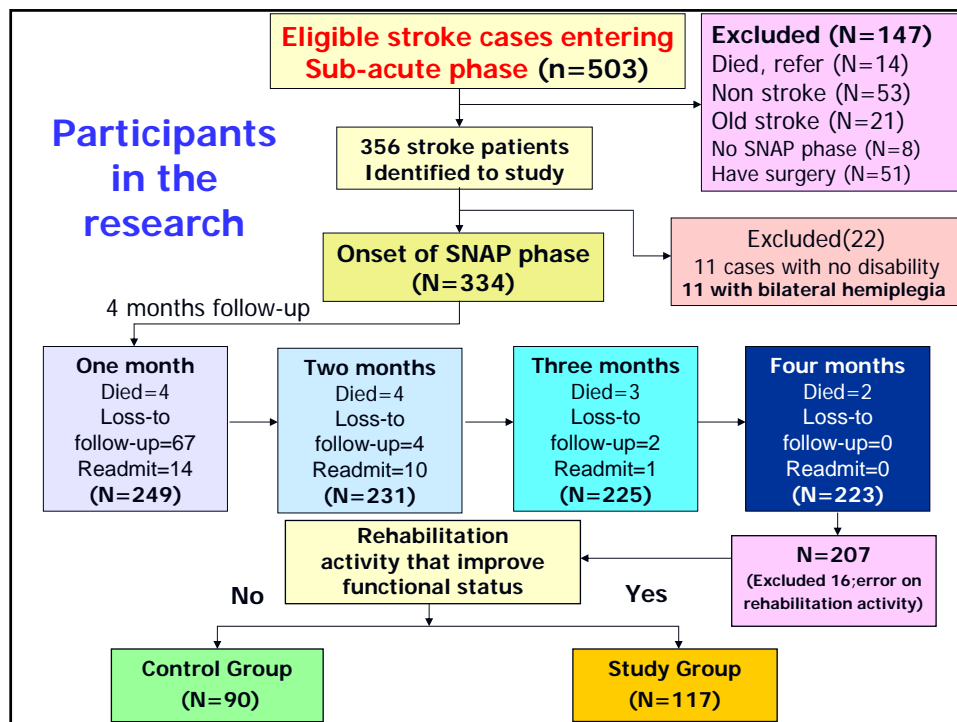 Eligible stroke cases entering
Sub-acute phase (n=503)
Excluded (N=147)
Died, refer (N=14)
Non stroke (N=53)
Old stroke (N=21)
No SNAP phase (N=8)
Have surgery (N=51)
Participants
in the
research
356 stroke patients
Identified to study
Onset of SNAP phase
(N=334)
Excluded(22)
11 cases with no disability
11 with bilateral hemiplegia
4 months follow-up
One month
Died=4
Loss-to
follow-up=67
Readmit=14
(N=249)
Two months
Died=4
Loss-to
follow-up=4
Readmit=10
(N=231)
Three months
Died=3
Loss-to
follow-up=2
Readmit=1
(N=225)
Four months
Died=2
Loss-to
follow-up=0
Readmit=0
(N=223)
Rehabilitation
activity that improve
functional status
N=207
(Excluded 16;error on
rehabilitation activity)
No
Yes
Control Group
(N=90)
Study Group
(N=117)